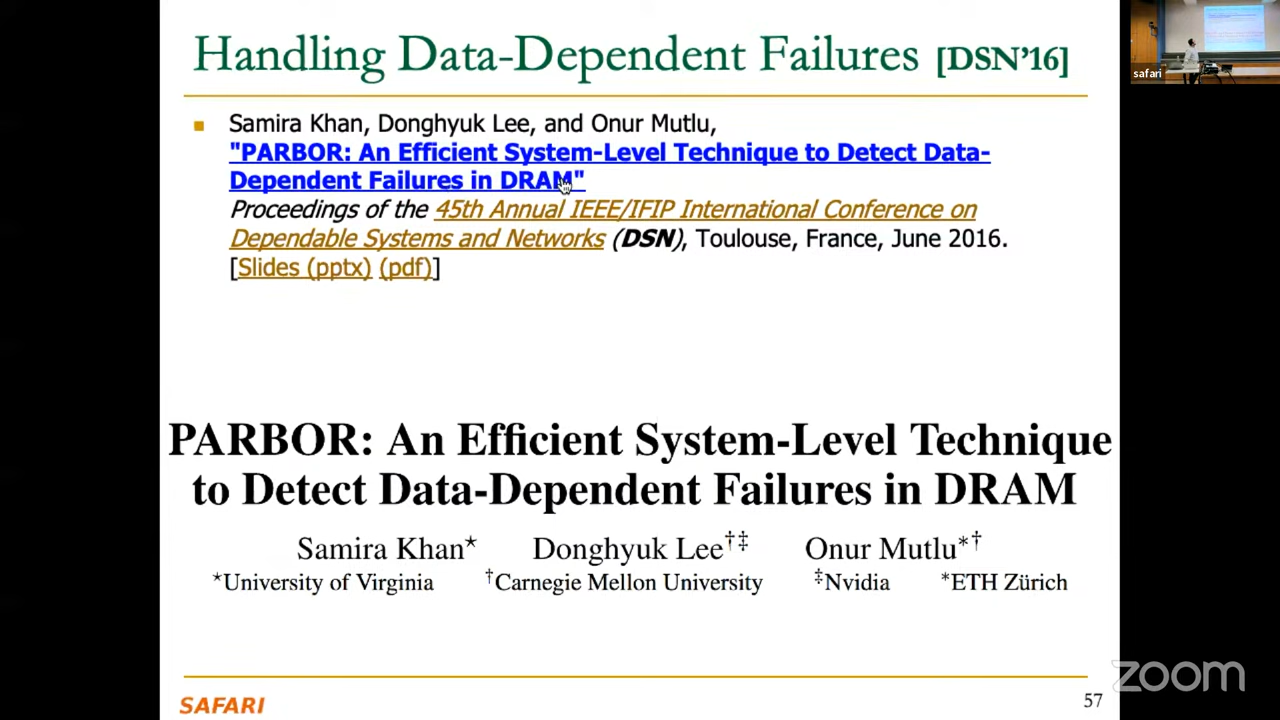 Handling Data-Dependent Failures [DSN'16]
Samira Khan, Donghyuk Lee, and Onur Mutlu,
"PARBOR: An Efficient System-Level Technique to Detect Data-
Dependent Failures in DRAM"
Proceedings of the 45th Annual IEEE/IFIP International Conference on
Dependable Systems and Networks (DSN), Toulouse, France, June 2016.
[Slides (pptx) (pdf)]
PARBOR: An Efficient System-Level Technique
to Detect Data-Dependent Failures in DRAM
Samira Khan⋆ Donghyuk Lee†‡ Onur Mutlu*†
⋆University of Virginia †Carnegie Mellon University ‡Nvidia *ETH Zürich
SAFARI
57
zoom
safari